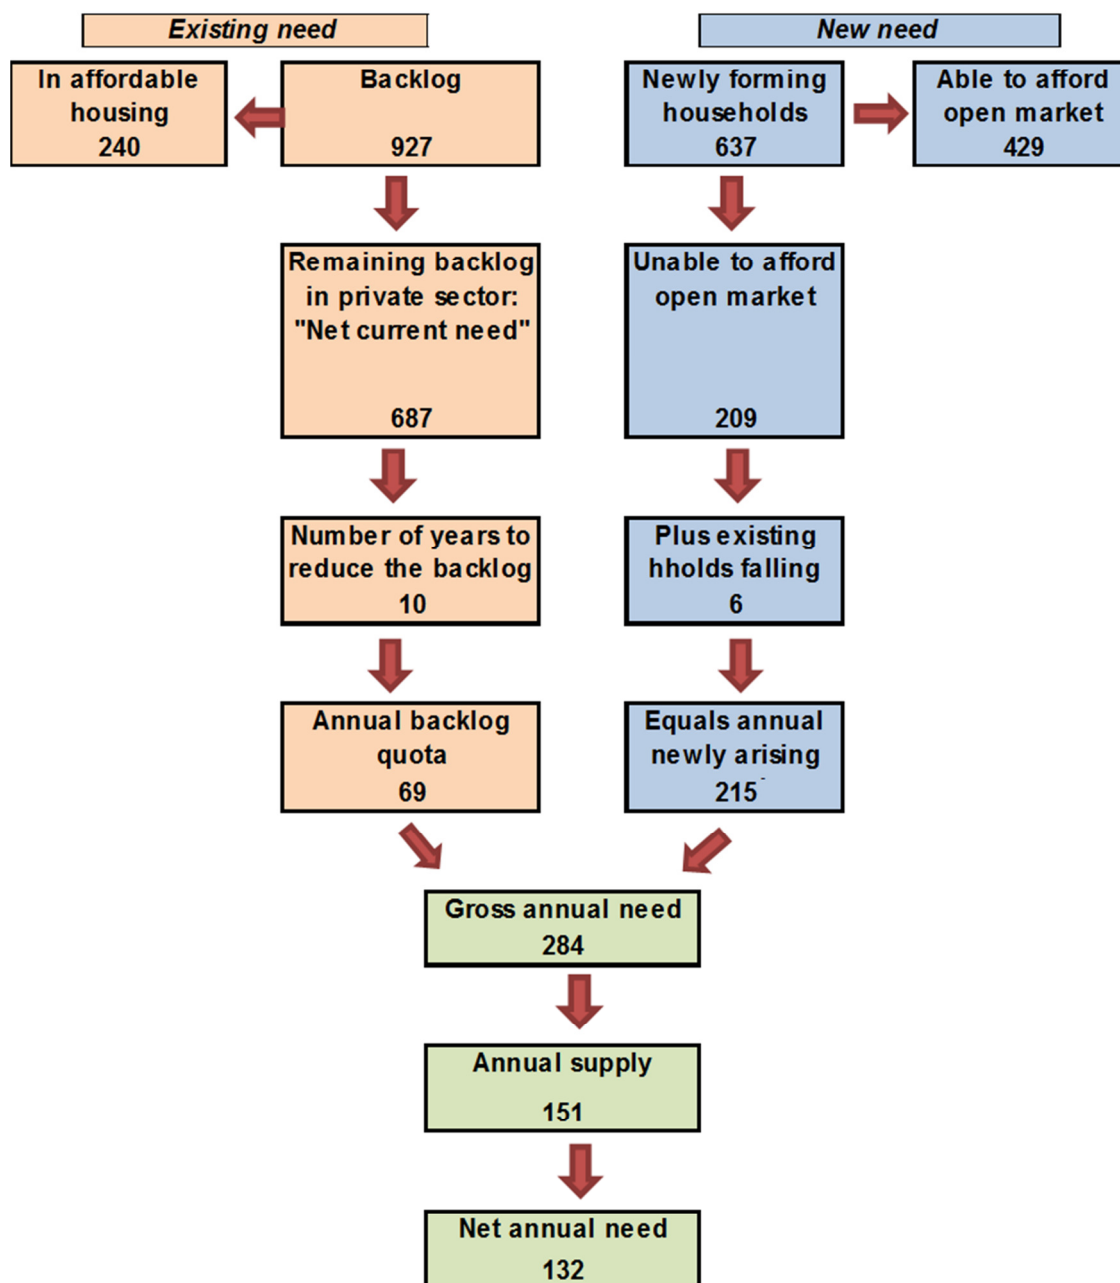 Existing need
New need
In affordable
housing
240
Backlog
927
Newly forming
households
637
Able to afford
open market
429
Remaining backlog
in private sector:
"Net current need"
687
Unable to afford
open market
209
Number of years to
reduce the backlog
10
Plus existing
hholds falling
6
Annual backlog
quota
69
Equals annual
newly arising
215
Gross annual need
284
Annual supply
151
Net annual need
132